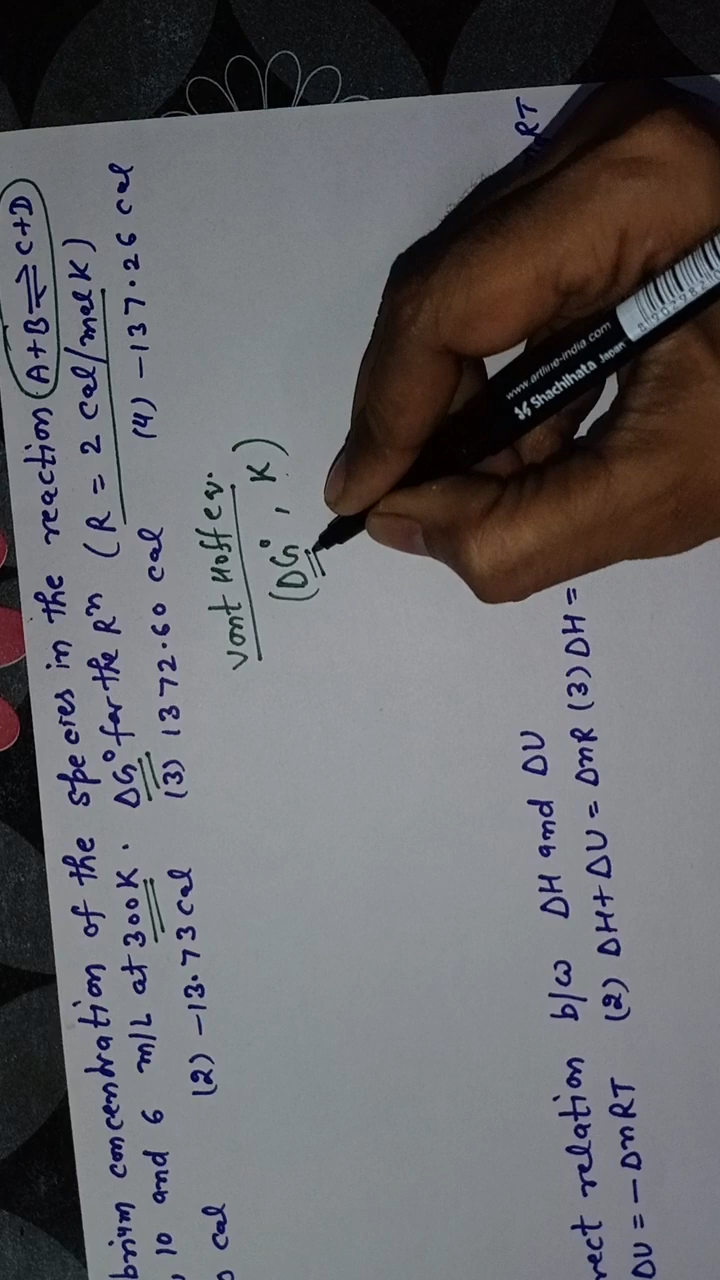 brium concentration of the species in the reaction A+B⇌C+D
, 10 and 6 m/L at 300K. ΔG° for the Rⁿ (R = 2 cal/mol K)
cal (2) -13.73 cal (3) 1372.60 cal (4) -137.26 cal
Vant Hoff eq.
(ΔG°, K)
rect relation b/w ΔH and ΔU
ΔU = -ΔnRT (2) ΔH+ΔU = ΔnR (3) ΔH = RT
www.artline-india.com
Shachihata Japan